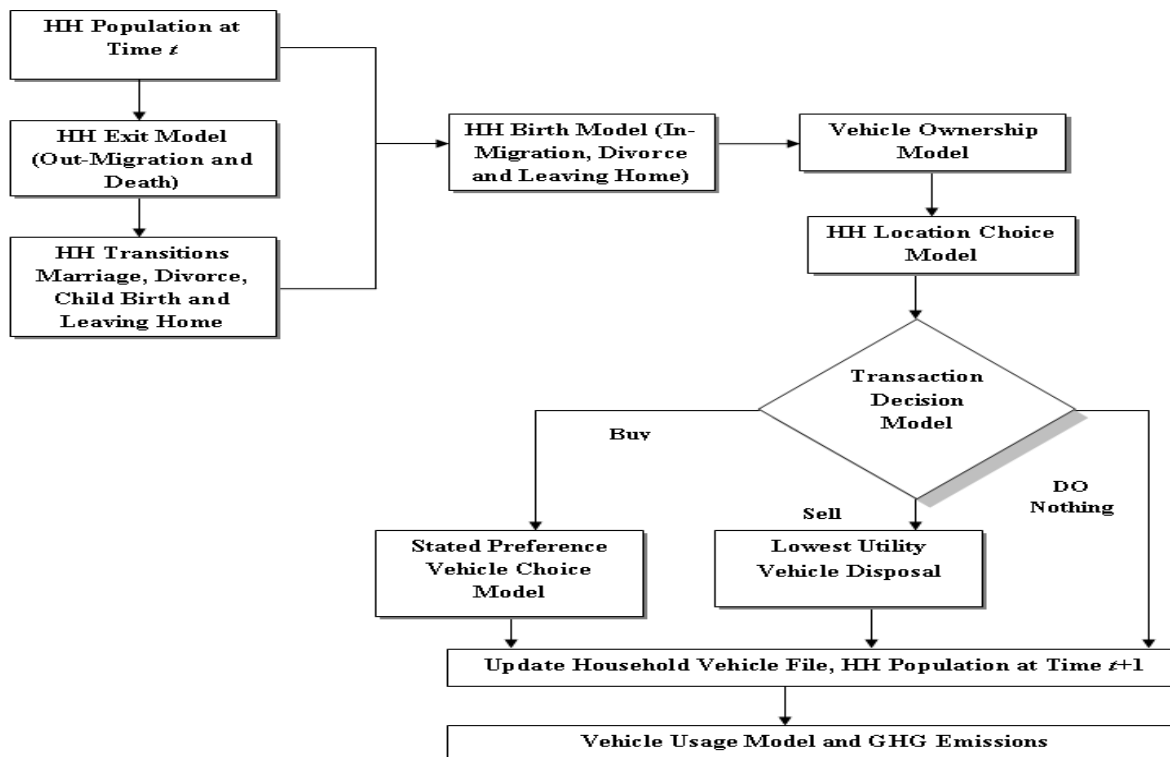 HH Population at
Time t
HH Exit Model
(Out-Migration and
Death)
HH Transitions
Marriage, Divorce,
Child Birth and
Leaving Home
HH Birth Model (In-
Migration, Divorce
and Leaving Home)
Vehicle Ownership
Model
HH Location Choice
Model
Transaction
Decision
Model
Buy
Sell
DO
Nothing
Stated Preference
Vehicle Choice
Model
Lowest Utility
Vehicle Disposal
Update Household Vehicle File, HH Population at Time t+1
Vehicle Usage Model and GHG Emissions